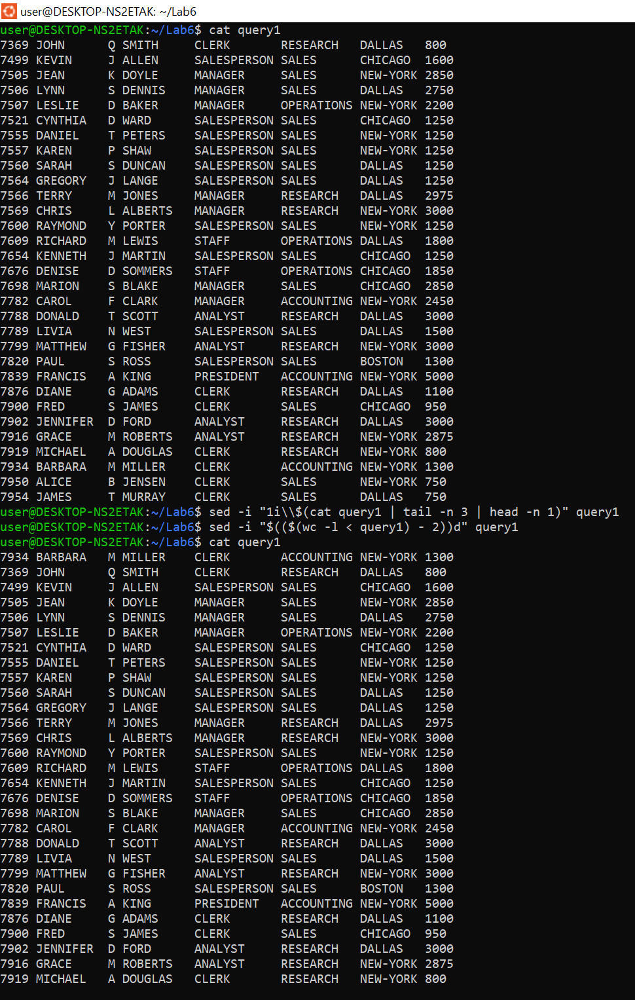 user@DESKTOP-NS2ETAK: ~/Lab6
user@DESKTOP-NS2ETAK:~/Lab6$ cat query1
7369 JOHN      Q SMITH     CLERK       RESEARCH   DALLAS   800
7499 KEVIN     J ALLEN     SALESPERSON SALES      CHICAGO  1600
7505 JEAN      K DOYLE     MANAGER     SALES      NEW-YORK 2850
7506 LYNN      S DENNIS    MANAGER     SALES      DALLAS   2750
7507 LESLIE    D BAKER     MANAGER     OPERATIONS NEW-YORK 2200
7521 CYNTHIA   D WARD      SALESPERSON SALES      CHICAGO  1250
7555 DANIEL    T PETERS    SALESPERSON SALES      NEW-YORK 1250
7557 KAREN     P SHAW      SALESPERSON SALES      NEW-YORK 1250
7560 SARAH     S DUNCAN    SALESPERSON SALES      DALLAS   1250
7564 GREGORY   J LANGE     SALESPERSON SALES      DALLAS   1250
7566 TERRY     M JONES     MANAGER     RESEARCH   DALLAS   2975
7569 CHRIS     L ALBERTS   MANAGER     RESEARCH   NEW-YORK 3000
7600 RAYMOND   Y PORTER    SALESPERSON SALES      NEW-YORK 1250
7609 RICHARD   M LEWIS     STAFF       OPERATIONS DALLAS   1800
7654 KENNETH   J MARTIN    SALESPERSON SALES      CHICAGO  1250
7676 DENISE    D SOMMERS   STAFF       OPERATIONS CHICAGO  1850
7698 MARION    S BLAKE     MANAGER     SALES      CHICAGO  2850
7782 CAROL     F CLARK     MANAGER     ACCOUNTING NEW-YORK 2450
7788 DONALD    T SCOTT     ANALYST     RESEARCH   DALLAS   3000
7789 LIVIA     N WEST      SALESPERSON SALES      DALLAS   1500
7799 MATTHEW   G FISHER    ANALYST     RESEARCH   NEW-YORK 3000
7820 PAUL      S ROSS      SALESPERSON SALES      BOSTON   1300
7839 FRANCIS   A KING      PRESIDENT   ACCOUNTING NEW-YORK 5000
7876 DIANE     G ADAMS     CLERK       RESEARCH   DALLAS   1100
7900 FRED      S JAMES     CLERK       SALES      CHICAGO  950
7902 JENNIFER  D FORD      ANALYST     RESEARCH   DALLAS   3000
7916 GRACE     M ROBERTS   ANALYST     RESEARCH   NEW-YORK 2875
7919 MICHAEL   A DOUGLAS   CLERK       RESEARCH   NEW-YORK 800
7934 BARBARA   M MILLER    CLERK       ACCOUNTING NEW-YORK 1300
7950 ALICE     B JENSEN    CLERK       SALES      NEW-YORK 750
7954 JAMES     T MURRAY    CLERK       SALES      DALLAS   750
user@DESKTOP-NS2ETAK:~/Lab6$ sed -i "1i\\$(cat query1 | tail -n 3 | head -n 1)" query1
user@DESKTOP-NS2ETAK:~/Lab6$ sed -i "$(($(wc -l < query1) - 2))d" query1
user@DESKTOP-NS2ETAK:~/Lab6$ cat query1
7934 BARBARA   M MILLER    CLERK       ACCOUNTING NEW-YORK 1300
7369 JOHN      Q SMITH     CLERK       RESEARCH   DALLAS   800
7499 KEVIN     J ALLEN     SALESPERSON SALES      CHICAGO  1600
7505 JEAN      K DOYLE     MANAGER     SALES      NEW-YORK 2850
7506 LYNN      S DENNIS    MANAGER     SALES      DALLAS   2750
7507 LESLIE    D BAKER     MANAGER     OPERATIONS NEW-YORK 2200
7521 CYNTHIA   D WARD      SALESPERSON SALES      CHICAGO  1250
7555 DANIEL    T PETERS    SALESPERSON SALES      NEW-YORK 1250
7557 KAREN     P SHAW      SALESPERSON SALES      NEW-YORK 1250
7560 SARAH     S DUNCAN    SALESPERSON SALES      DALLAS   1250
7564 GREGORY   J LANGE     SALESPERSON SALES      DALLAS   1250
7566 TERRY     M JONES     MANAGER     RESEARCH   DALLAS   2975
7569 CHRIS     L ALBERTS   MANAGER     RESEARCH   NEW-YORK 3000
7600 RAYMOND   Y PORTER    SALESPERSON SALES      NEW-YORK 1250
7609 RICHARD   M LEWIS     STAFF       OPERATIONS DALLAS   1800
7654 KENNETH   J MARTIN    SALESPERSON SALES      CHICAGO  1250
7676 DENISE    D SOMMERS   STAFF       OPERATIONS CHICAGO  1850
7698 MARION    S BLAKE     MANAGER     SALES      CHICAGO  2850
7782 CAROL     F CLARK     MANAGER     ACCOUNTING NEW-YORK 2450
7788 DONALD    T SCOTT     ANALYST     RESEARCH   DALLAS   3000
7789 LIVIA     N WEST      SALESPERSON SALES      DALLAS   1500
7799 MATTHEW   G FISHER    ANALYST     RESEARCH   NEW-YORK 3000
7820 PAUL      S ROSS      SALESPERSON SALES      BOSTON   1300
7839 FRANCIS   A KING      PRESIDENT   ACCOUNTING NEW-YORK 5000
7876 DIANE     G ADAMS     CLERK       RESEARCH   DALLAS   1100
7900 FRED      S JAMES     CLERK       SALES      CHICAGO  950
7902 JENNIFER  D FORD      ANALYST     RESEARCH   DALLAS   3000
7916 GRACE     M ROBERTS   ANALYST     RESEARCH   NEW-YORK 2875
7919 MICHAEL   A DOUGLAS   CLERK       RESEARCH   NEW-YORK 800